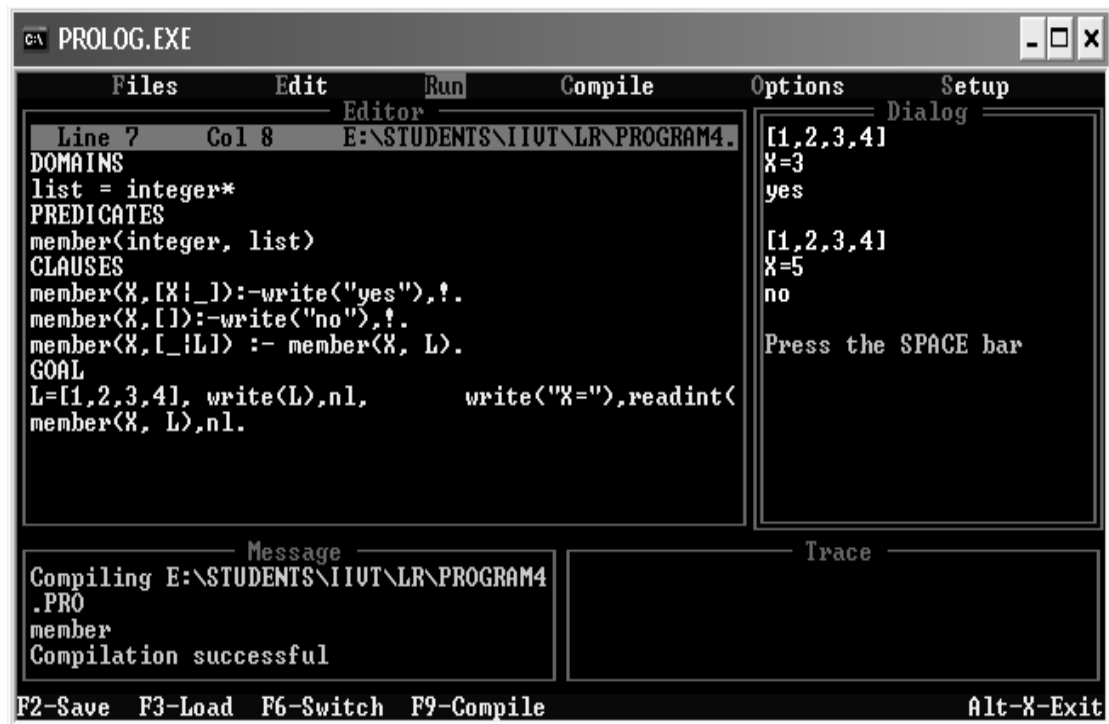 C:\ PROLOG.EXE
Files Edit Run Compile Options Setup
Editor
Line 7 Col 8 E:\STUDENTS\IIVT\LR\PROGRAM4.
DOMAINS
list = integer*
PREDICATES
member(integer, list)
CLAUSES
member(X,[X|_]):-write("yes"),!.
member(X,[]):-write("no"),!.
member(X,[_|L]) :- member(X, L).
GOAL
L=[1,2,3,4], write(L),nl, write("X="),readint(
member(X, L),nl.
Dialog
[1,2,3,4]
X=3
yes
[1,2,3,4]
X=5
no
Press the SPACE bar
Message
Compiling E:\STUDENTS\IIVT\LR\PROGRAM4
.PRO
member
Compilation successful
Trace
F2-Save F3-Load F6-Switch F9-Compile Alt-X-Exit